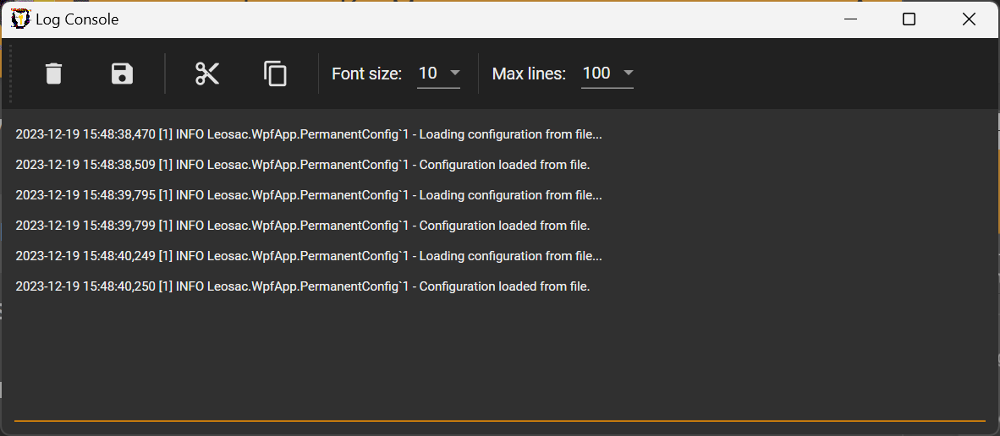 Log Console
Font size: 10 Max lines: 100
2023-12-19 15:48:38,470 [1] INFO Leosac.WpfApp.PermanentConfig`1 - Loading configuration from file...
2023-12-19 15:48:38,509 [1] INFO Leosac.WpfApp.PermanentConfig`1 - Configuration loaded from file.
2023-12-19 15:48:39,795 [1] INFO Leosac.WpfApp.PermanentConfig`1 - Loading configuration from file...
2023-12-19 15:48:39,799 [1] INFO Leosac.WpfApp.PermanentConfig`1 - Configuration loaded from file.
2023-12-19 15:48:40,249 [1] INFO Leosac.WpfApp.PermanentConfig`1 - Loading configuration from file...
2023-12-19 15:48:40,250 [1] INFO Leosac.WpfApp.PermanentConfig`1 - Configuration loaded from file.